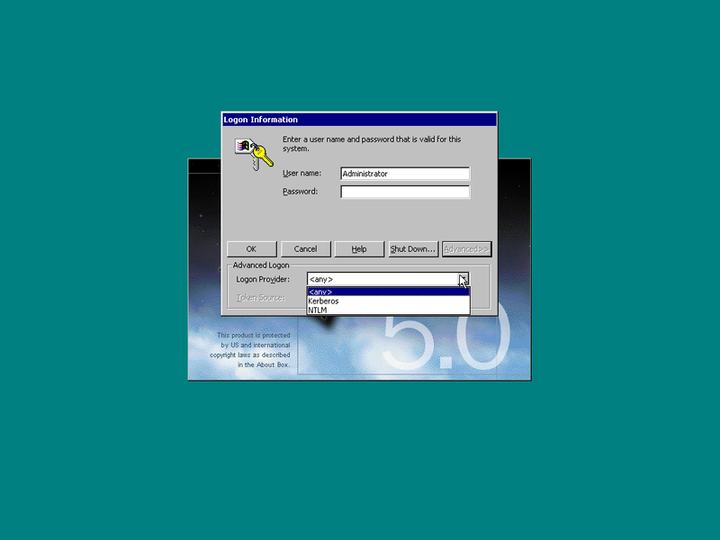 Logon Information
Enter a user name and password that is valid for this
system.
User name: Administrator
Password:
OK Cancel Help Shut Down... Advanced>>
Advanced Logon
Logon Provider: <any>
<any>
Token Source:
Kerberos
NTLM
5.0
This product is protected
by US and international
copyright laws as described
in the About Box.